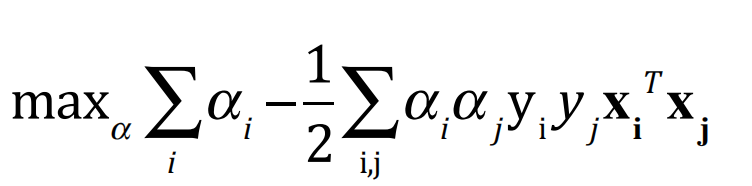 max_α ∑_i α_i − 1/2 ∑_{i,j} α_i α_j y_i y_j 𝐱_𝐢^T 𝐱_𝐣